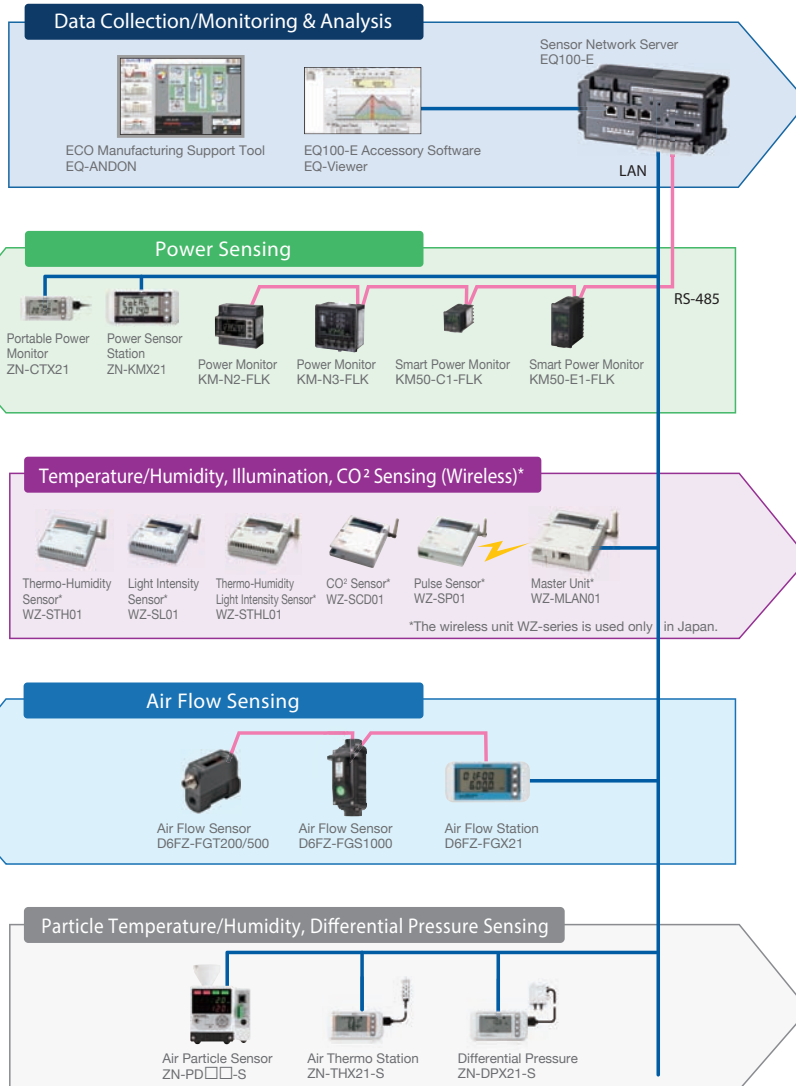 Data Collection/Monitoring & Analysis
Sensor Network Server
EQ100-E
ECO Manufacturing Support Tool
EQ-ANDON
EQ100-E Accessory Software
EQ-Viewer
LAN
Power Sensing
RS-485
Portable Power
Monitor
ZN-CTX21
Power Sensor
Station
ZN-KMX21
Power Monitor
KM-N2-FLK
Power Monitor
KM-N3-FLK
Smart Power Monitor
KM50-C1-FLK
Smart Power Monitor
KM50-E1-FLK
Temperature/Humidity, Illumination, CO² Sensing (Wireless)*
Thermo-Humidity
Sensor*
WZ-STH01
Light Intensity
Sensor*
WZ-SL01
Thermo-Humidity
Light Intensity Sensor*
WZ-STHL01
CO² Sensor*
WZ-SCD01
Pulse Sensor*
WZ-SP01
Master Unit*
WZ-MLAN01
*The wireless unit WZ-series is used only in Japan.
Air Flow Sensing
Air Flow Sensor
D6FZ-FGT200/500
Air Flow Sensor
D6FZ-FGS1000
Air Flow Station
D6FZ-FGX21
Particle Temperature/Humidity, Differential Pressure Sensing
Air Particle Sensor
ZN-PD□□-S
Air Thermo Station
ZN-THX21-S
Differential Pressure
ZN-DPX21-S